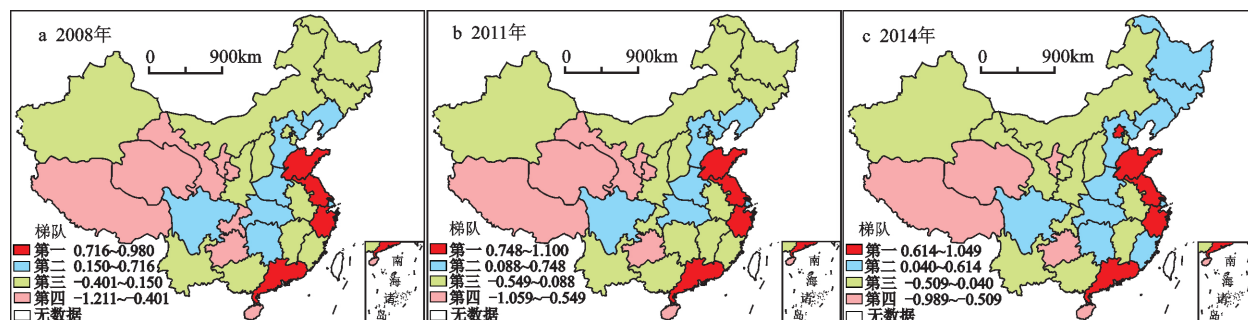 a 2008年
0 900km
梯队
第一 0.716~0.980
第二 0.150~0.716
第三 -0.401~0.150
第四 -1.211~-0.401
无数据
南
海
诸
岛
b 2011年
0 900km
梯队
第一 0.748~1.100
第二 0.088~0.748
第三 -0.549~0.088
第四 -1.059~-0.549
无数据
南
海
诸
岛
c 2014年
0 900km
梯队
第一 0.614~1.049
第二 0.040~0.614
第三 -0.509~0.040
第四 -0.989~-0.509
无数据
南
海
诸
岛